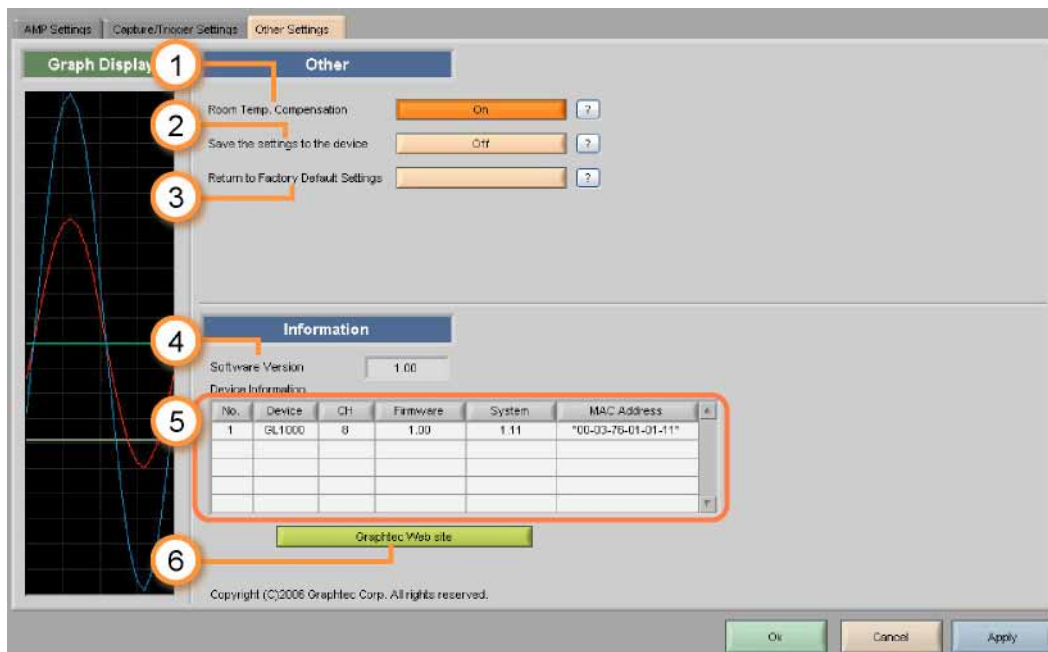 AMP Settings Capture/Trigger Settings Other Settings
Graph Display
1
Other
Room Temp. Compensation On ?
2
Save the settings to the device Off ?
Return to Factory Default Settings ?
3
Information
4
Software Version 1.00
Device Information
5
No. Device CH Firmware System MAC Address
1 GL1000 8 1.00 1.11 "00-03-76-01-01-11"
Graphtec Web site
6
Copyright (C)2006 Graphtec Corp. All rights reserved.
Ok Cancel Apply